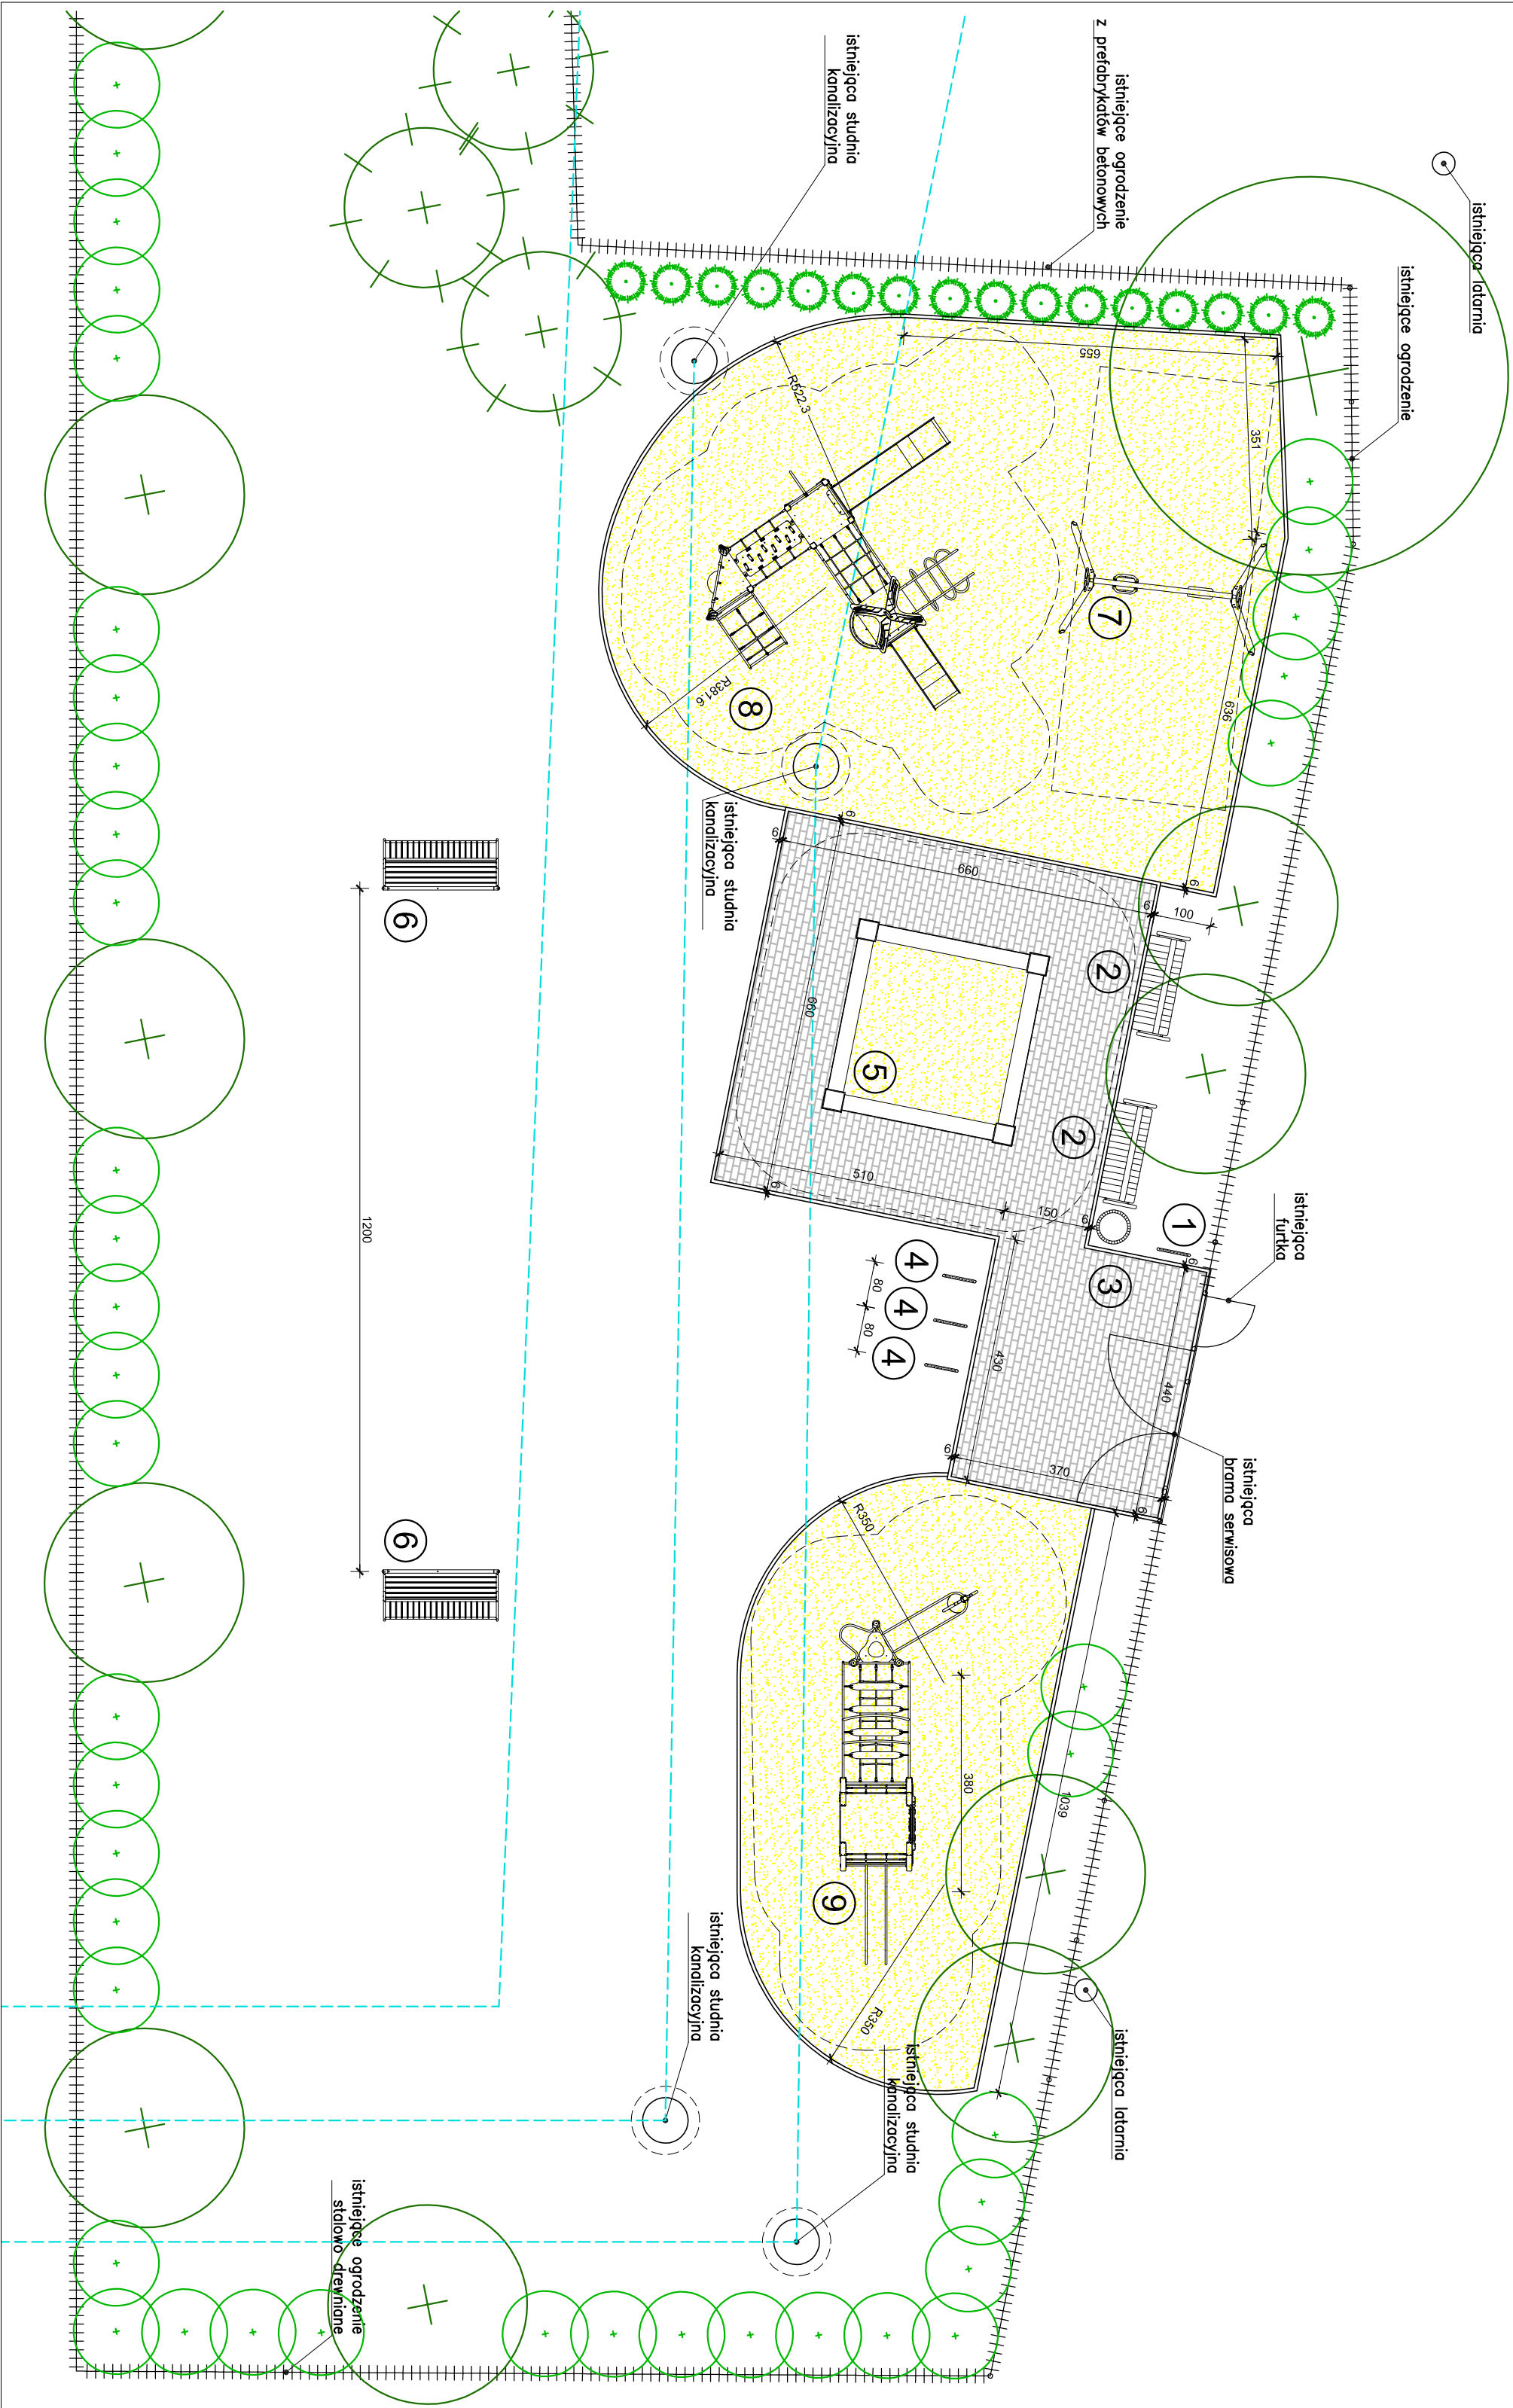 istniejąca latarnia
istniejące ogrodzenie
istniejące ogrodzenie
z prefabrykatów betonowych
istniejąca studnia
kanalizacyjna
655
351
R522.3
7
636
R381.6
8
istniejąca studnia
kanalizacyjna
6
6
6
6
660
100
2
660
5
2
510
150
6
6
1
istniejąca
furtka
6
3
4
4
4
80
80
430
440
370
6
6
6
istniejąca
brama serwisowa
6
1200
6
R350
380
1039
9
R350
istniejąca studnia
kanalizacyjna
istniejąca studnia
kanalizacyjna
istniejąca latarnia
istniejące ogrodzenie
stalowo drewniane